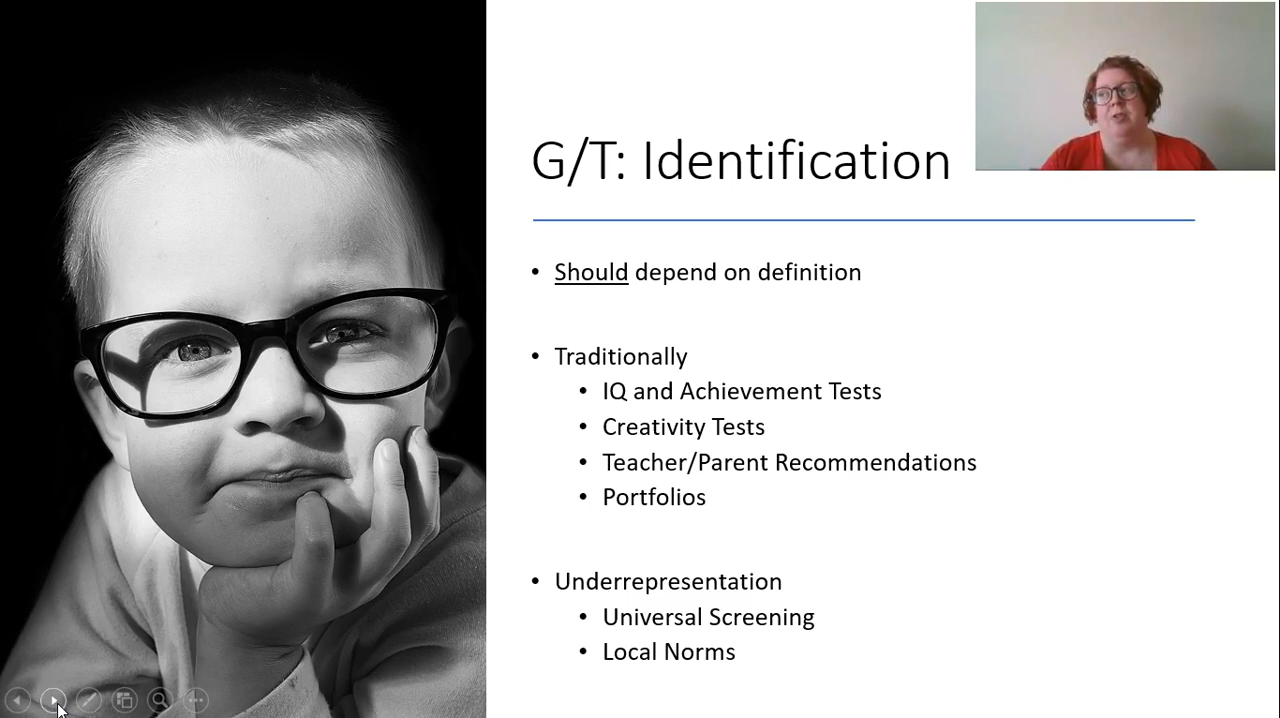 G/T: Identification
• Should depend on definition
• Traditionally
• IQ and Achievement Tests
• Creativity Tests
• Teacher/Parent Recommendations
• Portfolios
• Underrepresentation
• Universal Screening
• Local Norms